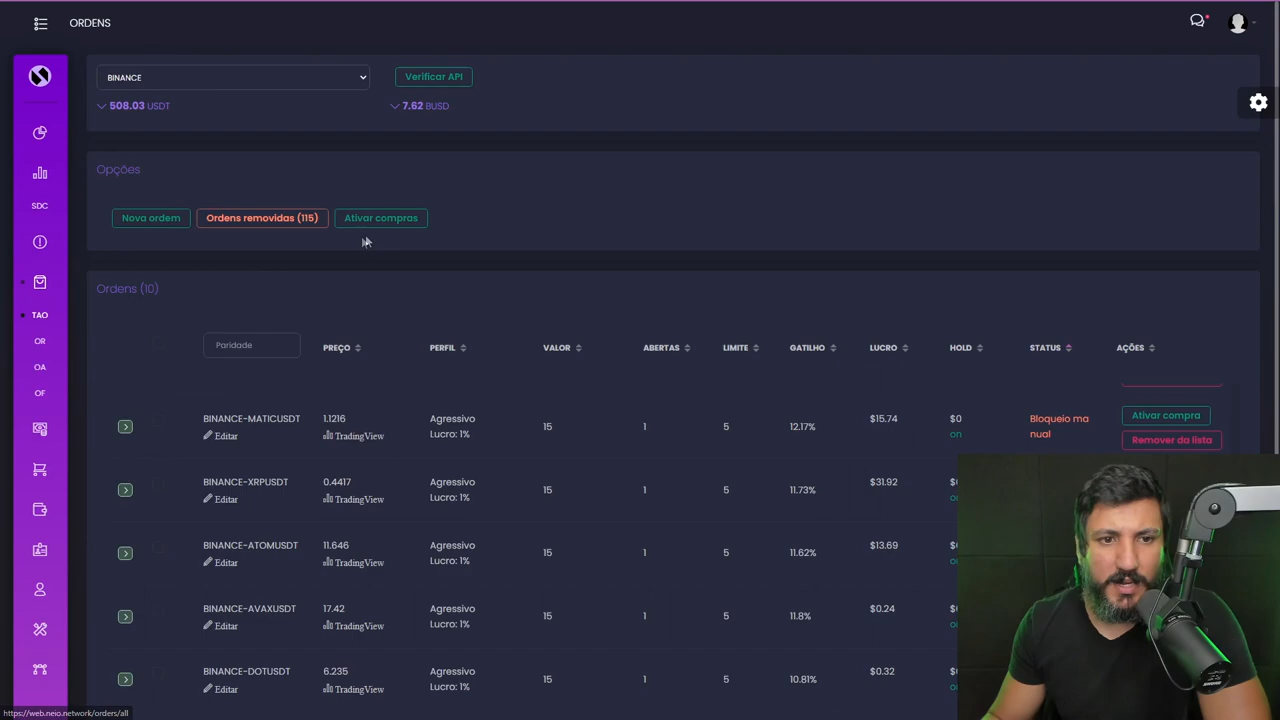 ORDENS
BINANCE
Verificar API
508.03 USDT
7.62 BUSD
Opções
Nova ordem
Ordens removidas (115)
Ativar compras
SDC
TAO
OR
OA
OF
Ordens (10)
Paridade
PREÇO
PERFIL
VALOR
ABERTAS
LIMITE
GATILHO
LUCRO
HOLD
STATUS
AÇÕES
BINANCE-MATICUSDT
Editar
1.1216
TradingView
Agressivo
Lucro: 1%
15
1
5
12.17%
$15.74
$0
on
Bloqueio ma
nual
Ativar compra
Remover da lista
BINANCE-XRPUSDT
Editar
0.4417
TradingView
Agressivo
Lucro: 1%
15
1
5
11.73%
$31.92
BINANCE-ATOMUSDT
Editar
11.646
TradingView
Agressivo
Lucro: 1%
15
1
5
11.62%
$13.69
BINANCE-AVAXUSDT
Editar
17.42
TradingView
Agressivo
Lucro: 1%
15
1
5
11.8%
$0.24
BINANCE-DOTUSDT
Editar
6.235
TradingView
Agressivo
Lucro: 1%
15
1
5
10.81%
$0.32
https://web.neio.network/orders/all